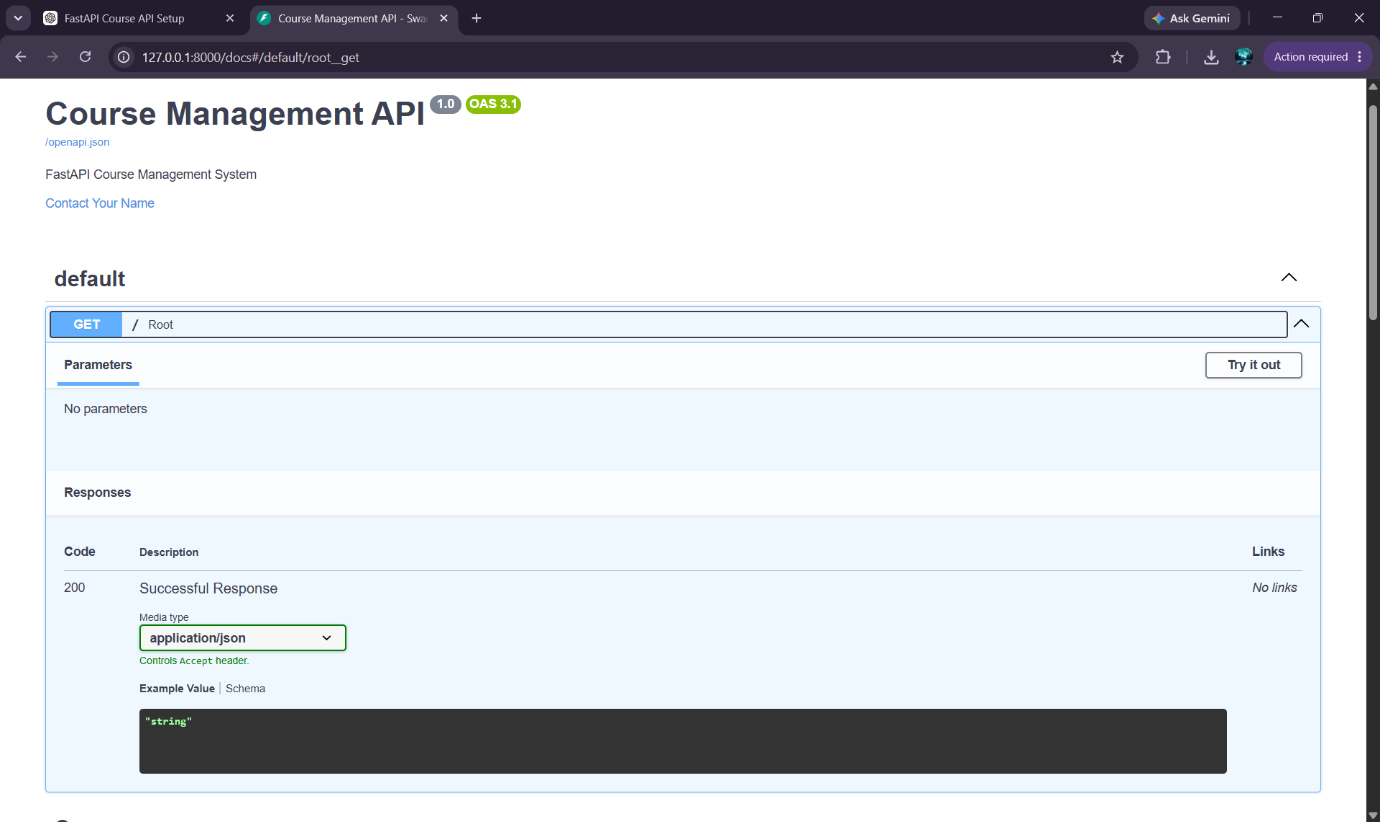 FastAPI Course API Setup
Course Management API - Swa
Ask Gemini
127.0.0.1:8000/docs#/default/root__get
Action required
Course Management API 1.0 OAS 3.1
/openapi.json
FastAPI Course Management System
Contact Your Name
default
GET / Root
Parameters
Try it out
No parameters
Responses
Code Description Links
200 Successful Response No links
Media type
application/json
Controls Accept header.
Example Value | Schema
"string"